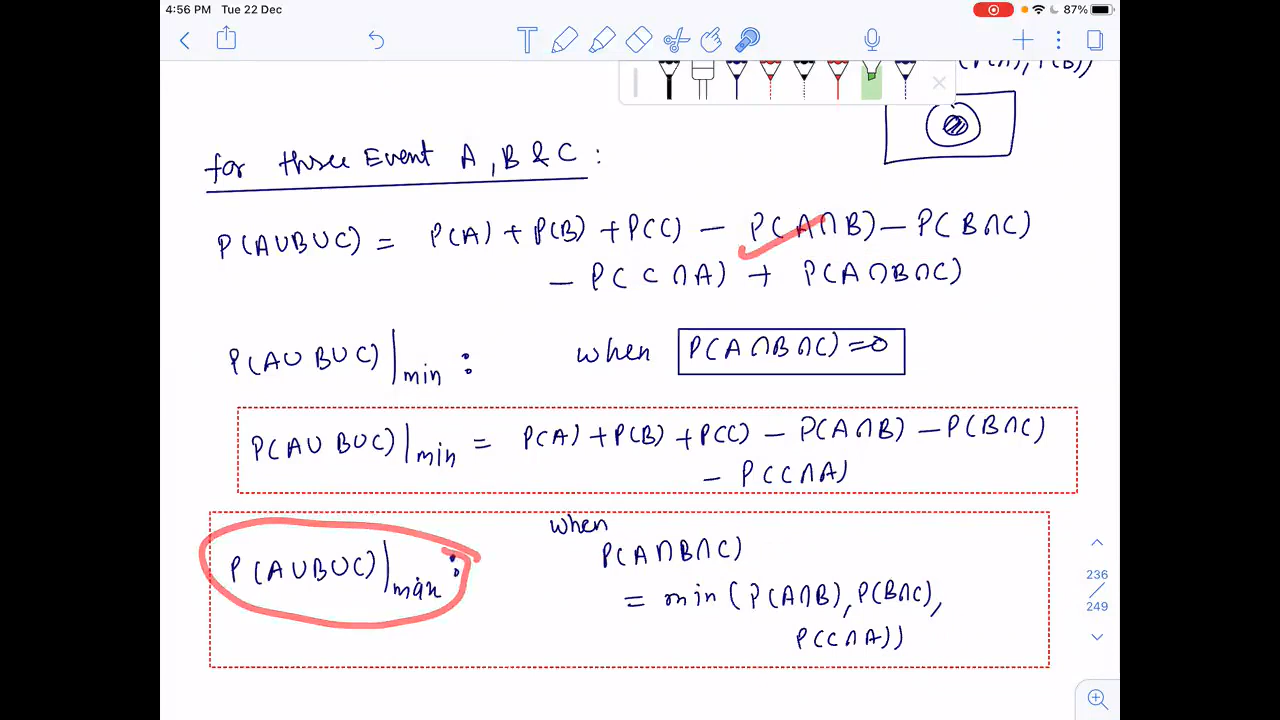 4:56 PM Tue 22 Dec
87%
for three Event A, B & C :
P(A∪B∪C) = P(A) + P(B) + P(C) – P(A∩B) – P(B∩C)
– P(C∩A) + P(A∩B∩C)
P(A∪B∪C)|min : when P(A∩B∩C)=0
P(A∪B∪C)|min = P(A) + P(B) + P(C) – P(A∩B) – P(B∩C)
– P(C∩A)
when
P(A∪B∪C)|max : P(A∩B∩C)
= min (P(A∩B), P(B∩C),
P(C∩A))
236
249